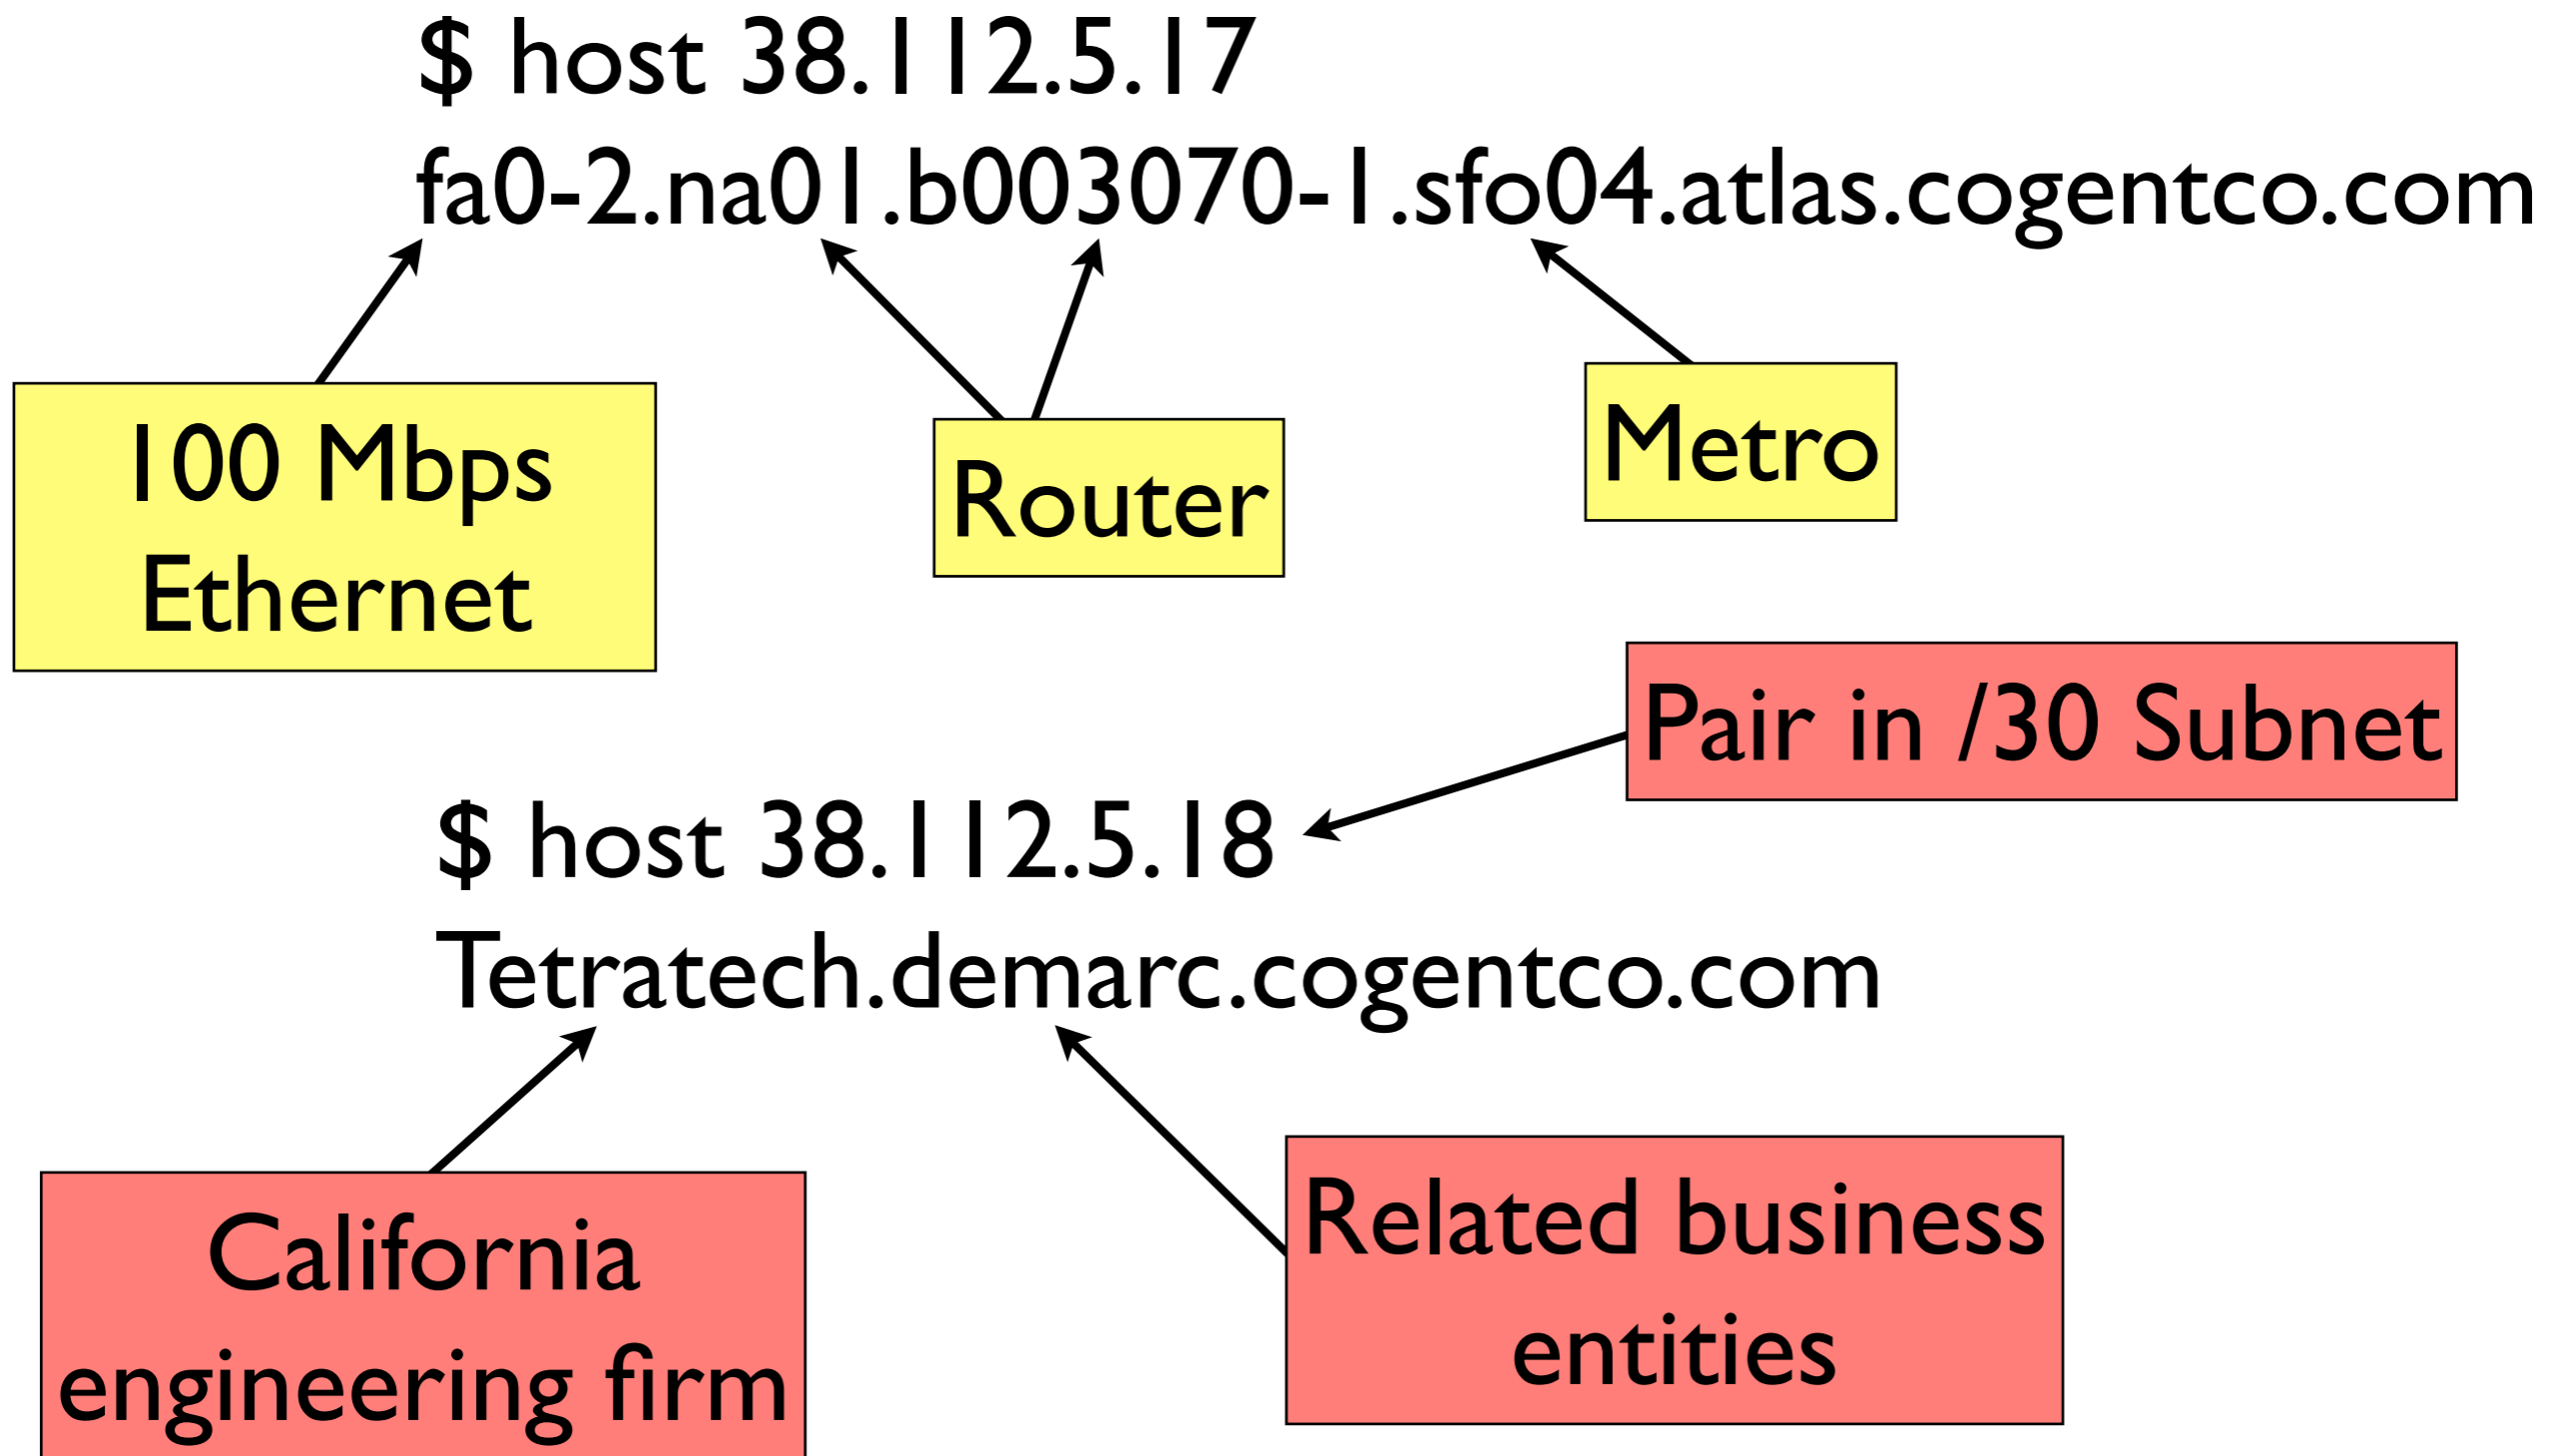 $ host 38.112.5.17
fa0-2.na01.b003070-1.sfo04.atlas.cogentco.com
100 Mbps
Ethernet
Router
Metro
Pair in /30 Subnet
$ host 38.112.5.18
Tetratech.demarc.cogentco.com
California
engineering firm
Related business
entities